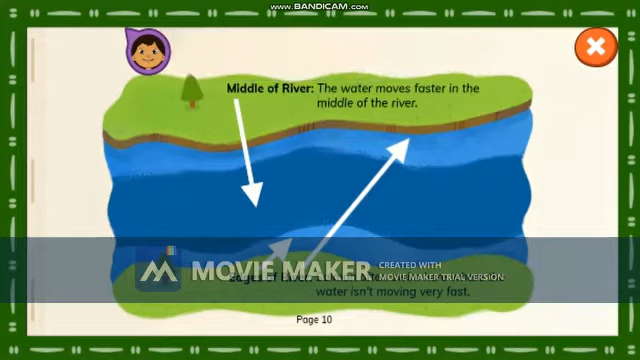 www.BANDICAM.com
Middle of River: The water moves faster in the
middle of the river.
MOVIE MAKER
CREATED WITH
MOVIE MAKER TRIAL VERSION
water isn't moving very fast.
Page 10